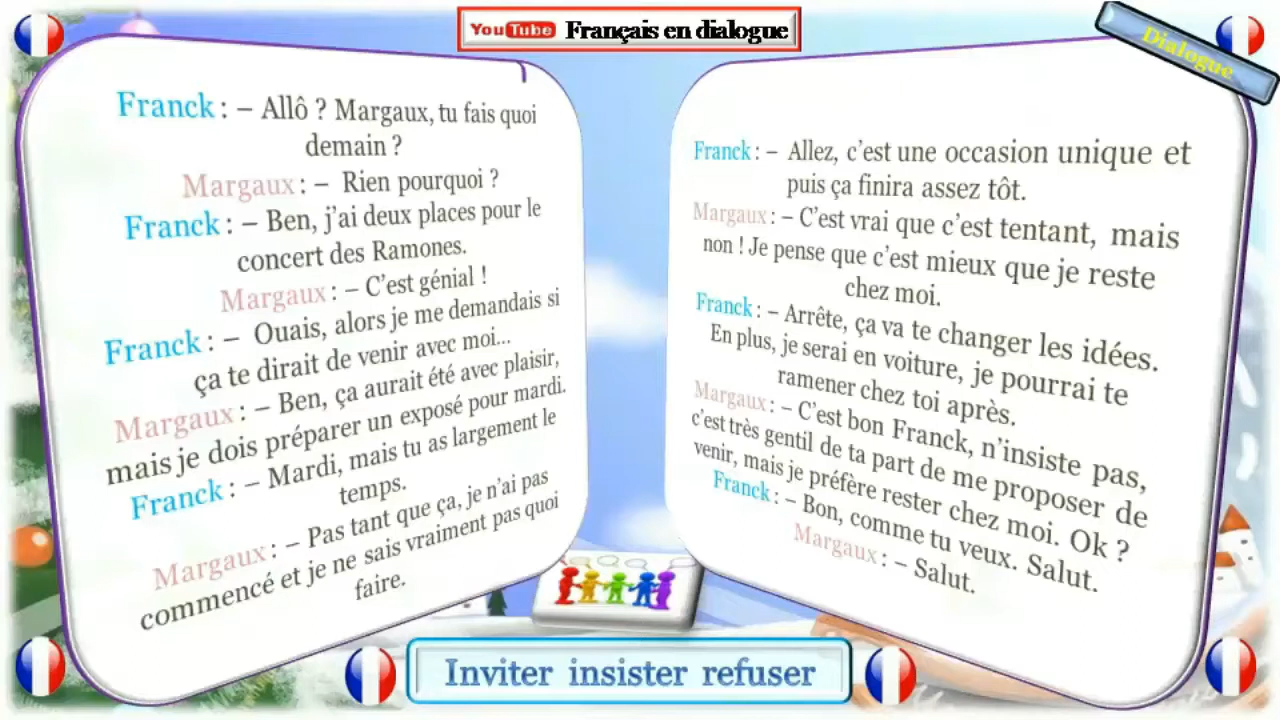 YouTube Français en dialogue
Dialogue
Franck : – Allô ? Margaux, tu fais quoi
demain ?
Margaux : – Rien pourquoi ?
Franck : – Ben, j'ai deux places pour le
concert des Ramones.
Margaux : – C'est génial !
Franck : – Ouais, alors je me demandais si
ça te dirait de venir avec moi...
Margaux : – Ben, ça aurait été avec plaisir,
mais je dois préparer un exposé pour mardi.
Franck : – Mardi, mais tu as largement le
temps.
Margaux : – Pas tant que ça, je n'ai pas
commencé et je ne sais vraiment pas quoi
faire.
Franck : – Allez, c'est une occasion unique et
puis ça finira assez tôt.
Margaux : – C'est vrai que c'est tentant, mais
non ! Je pense que c'est mieux que je reste
chez moi.
Franck : – Arrête, ça va te changer les idées.
En plus, je serai en voiture, je pourrai te
ramener chez toi après.
Margaux : – C'est bon Franck, n'insiste pas,
c'est très gentil de ta part de me proposer de
venir, mais je préfère rester chez moi. Ok ?
Franck : – Bon, comme tu veux. Salut.
Margaux : – Salut.
Inviter insister refuser